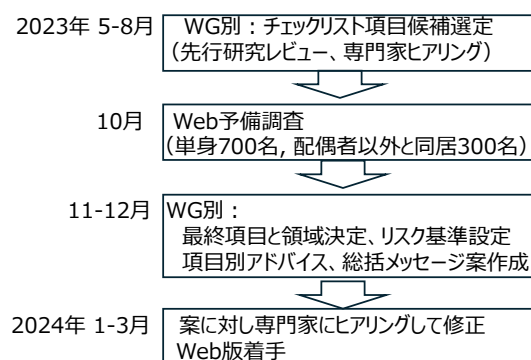 2023年 5-8月 WG別：チェックリスト項目候補選定
（先行研究レビュー、専門家ヒアリング）
10月 Web予備調査
（単身700名, 配偶者以外と同居300名）
11-12月 WG別：
最終項目と領域決定、リスク基準設定
項目別アドバイス、総括メッセージ案作成
2024年 1-3月 案に対し専門家にヒアリングして修正
Web版着手